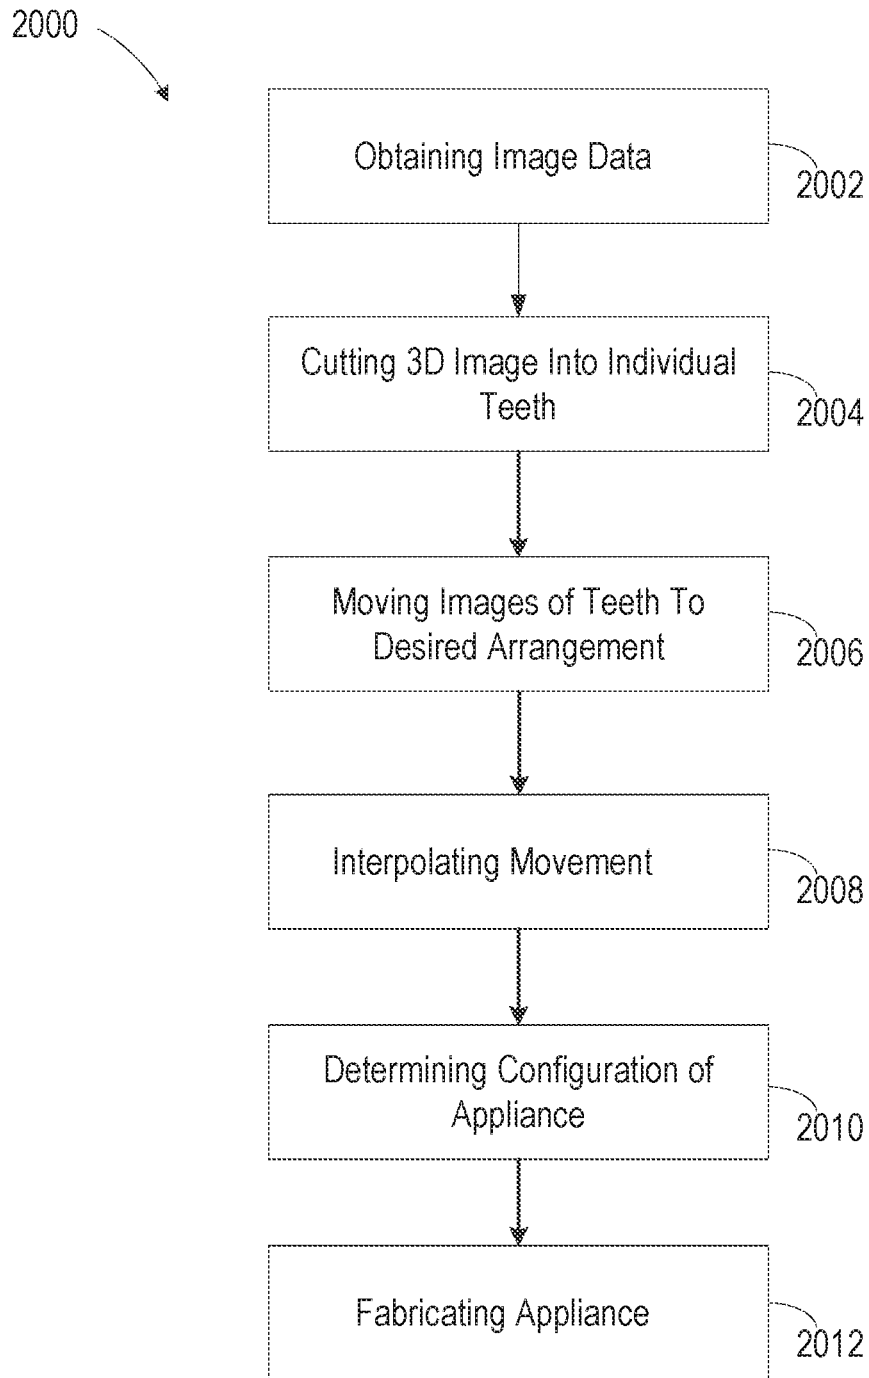 2000
Obtaining Image Data
2002
Cutting 3D Image Into Individual
Teeth
2004
Moving Images of Teeth To
Desired Arrangement
2006
Interpolating Movement
2008
Determining Configuration of
Appliance
2010
Fabricating Appliance
2012